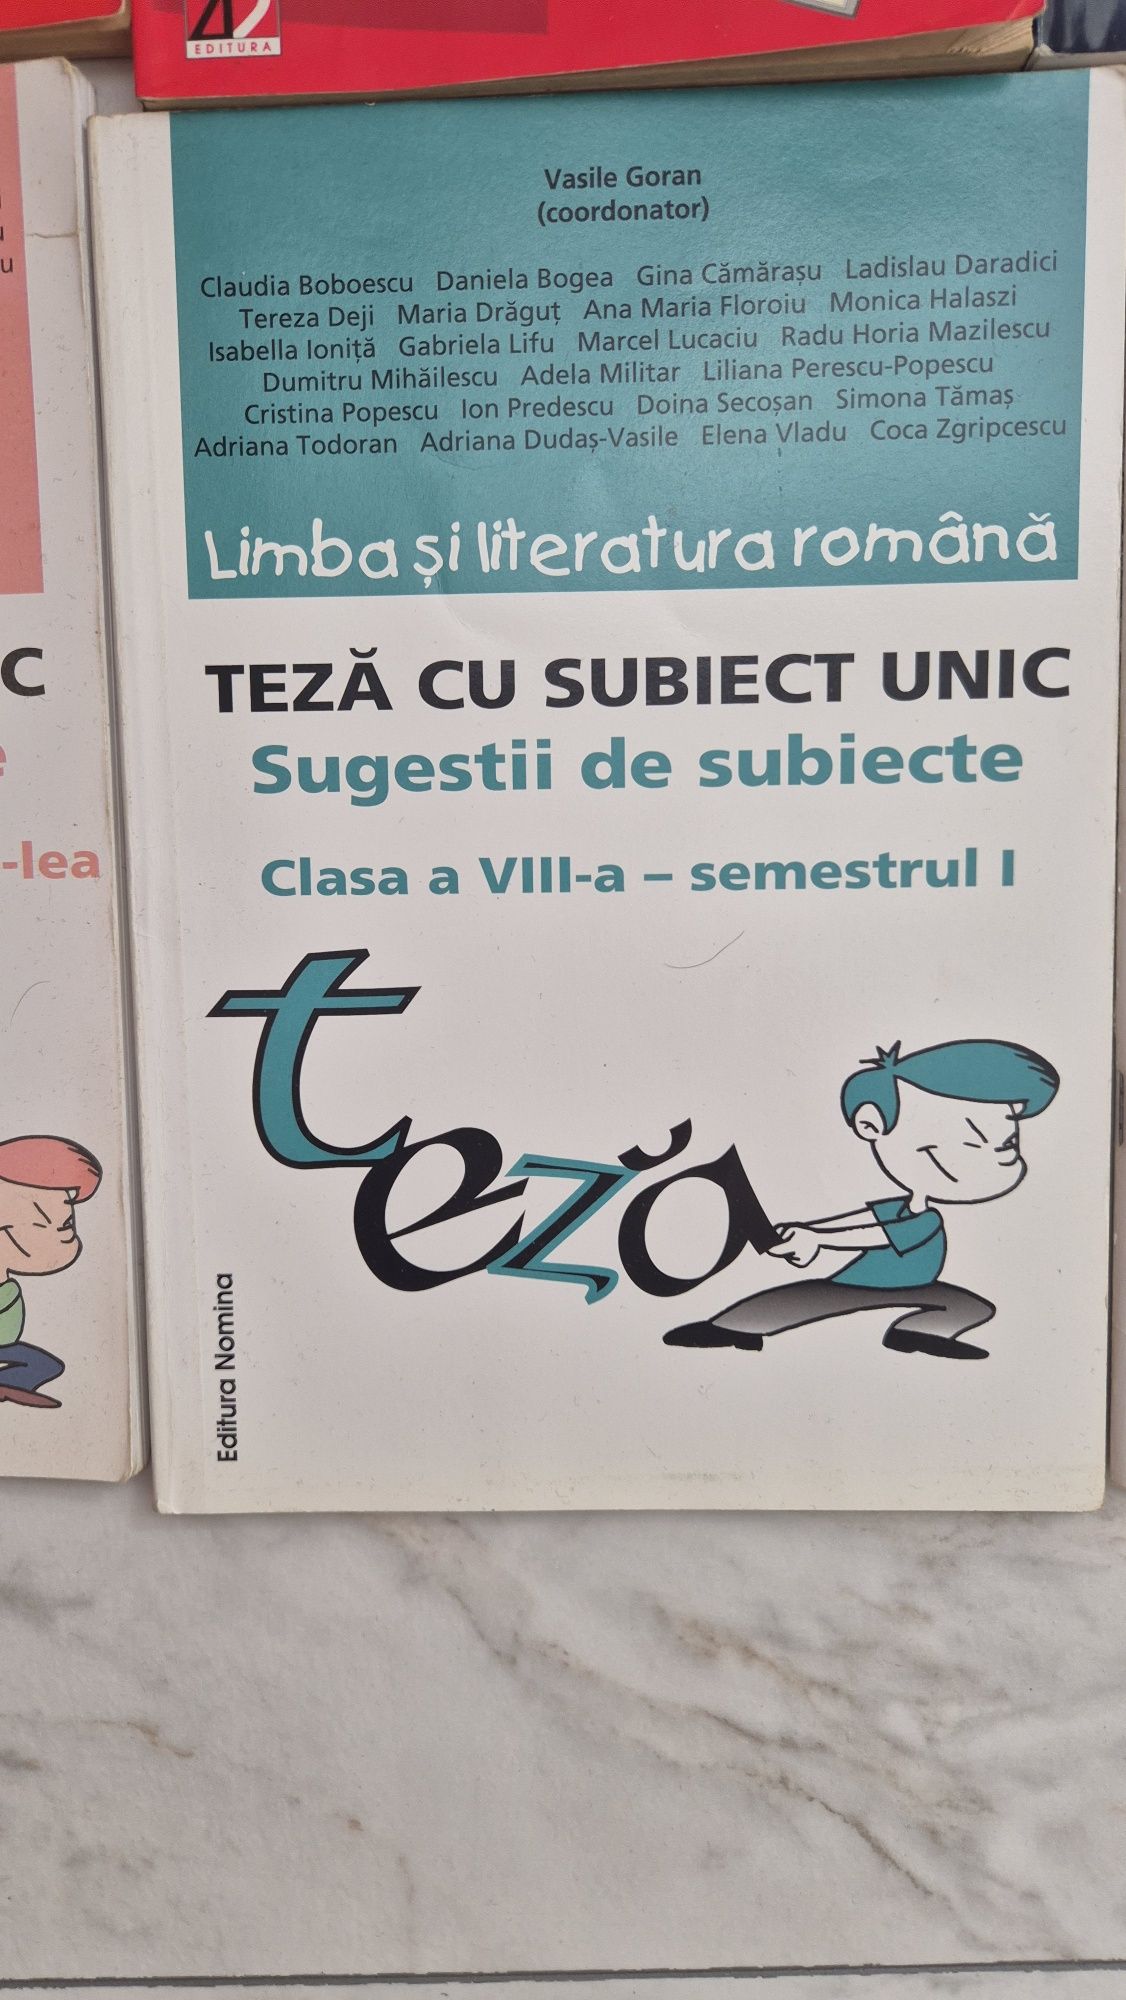 EDITURA
Vasile Goran
(coordonator)
Claudia Boboescu Daniela Bogea Gina Cămărașu Ladislau Daradici
Tereza Deji Maria Drăguț Ana Maria Floroiu Monica Halaszi
Isabella Ioniță Gabriela Lifu Marcel Lucaciu Radu Horia Mazilescu
Dumitru Mihăilescu Adela Militar Liliana Perescu-Popescu
Cristina Popescu Ion Predescu Doina Secoșan Simona Tămaș
Adriana Todoran Adriana Dudaș-Vasile Elena Vladu Coca Zgripcescu
Limba și literatura română
TEZĂ CU SUBIECT UNIC
Sugestii de subiecte
Clasa a VIII-a – semestrul I
teză
Editura Nomina
C
-lea